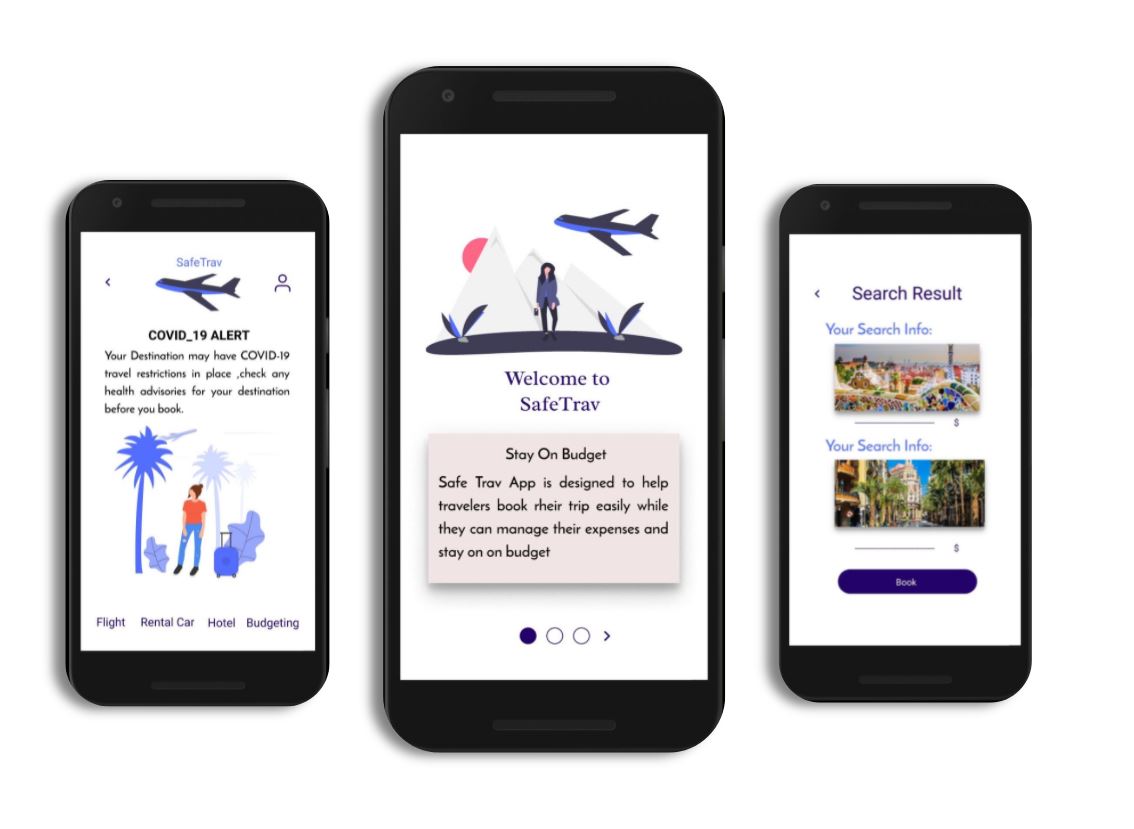 SafeTrav
COVID_19 ALERT
Your Destination may have COVID-19
travel restrictions in place ,check any
health advisories for your destination
before you book.
Flight Rental Car Hotel Budgeting
Welcome to
SafeTrav
Stay On Budget
Safe Trav App is designed to help
travelers book rheir trip easily while
they can manage their expenses and
stay on on budget
Search Result
Your Search Info:
$
Your Search Info:
$
Book